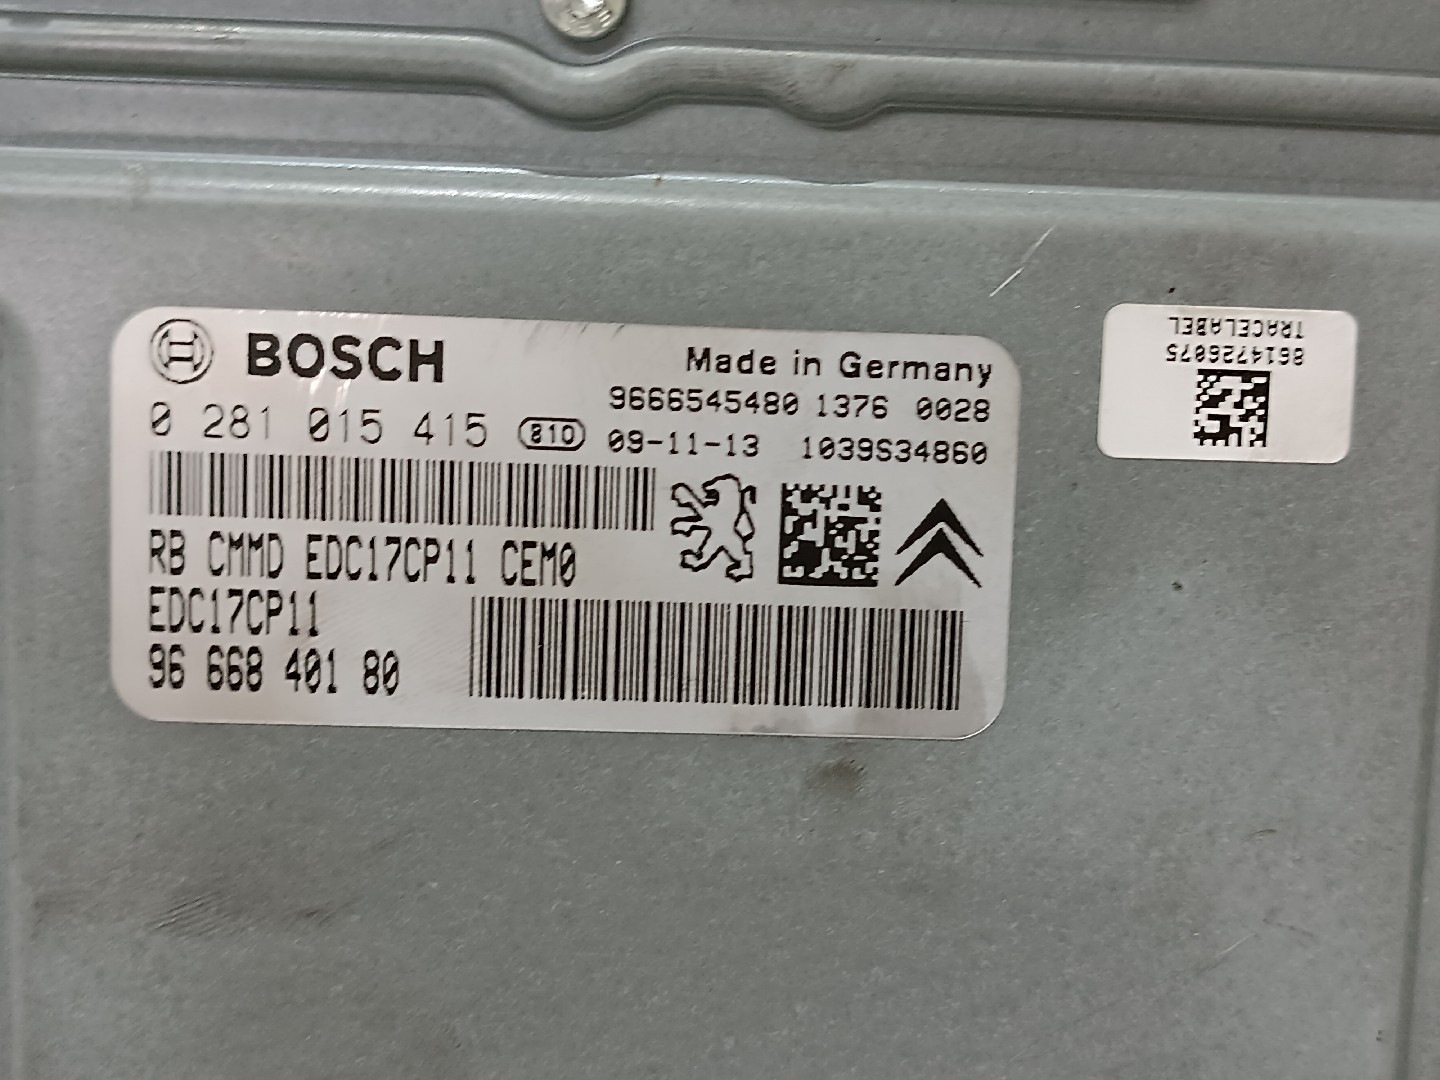 BOSCH
Made in Germany
9666545480 1376 0028
0 281 015 415 810 09-11-13 1039S34860
RB CMMD EDC17CP11 CEM0
EDC17CP11
96 668 401 80
8614726075
TRACELABEL